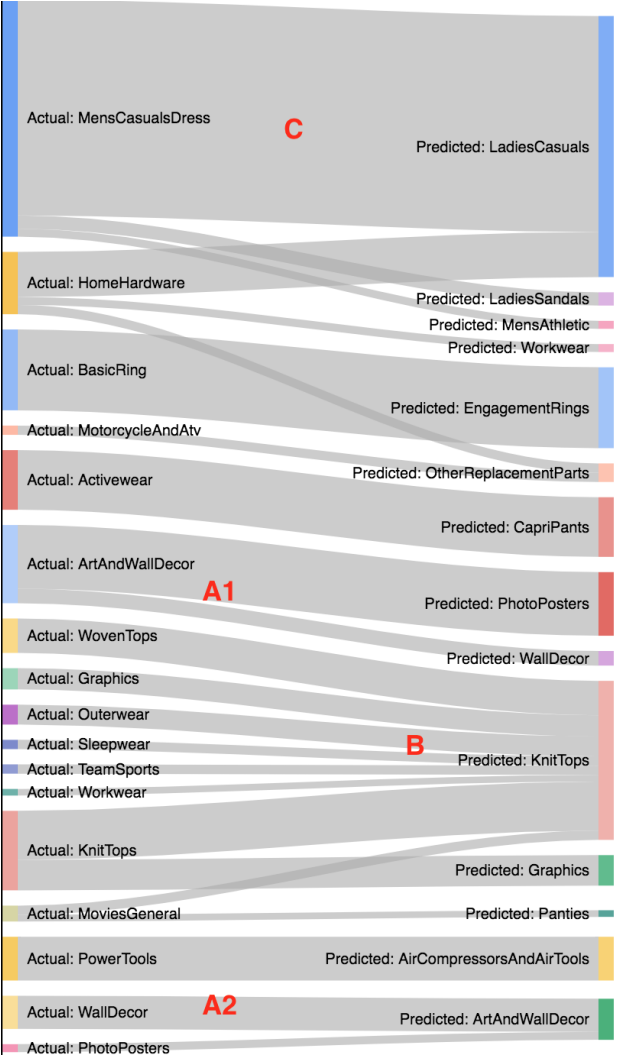 Actual: MensCasualsDress
C
Predicted: LadiesCasuals
Actual: HomeHardware
Predicted: LadiesSandals
Predicted: MensAthletic
Predicted: Workwear
Actual: BasicRing
Predicted: EngagementRings
Actual: MotorcycleAndAtv
Predicted: OtherReplacementParts
Actual: Activewear
Predicted: CapriPants
Actual: ArtAndWallDecor
A1
Predicted: PhotoPosters
Actual: WovenTops
Predicted: WallDecor
Actual: Graphics
Actual: Outerwear
B
Actual: Sleepwear
Predicted: KnitTops
Actual: TeamSports
Actual: Workwear
Actual: KnitTops
Predicted: Graphics
Actual: MoviesGeneral
Predicted: Panties
Actual: PowerTools
Predicted: AirCompressorsAndAirTools
Actual: WallDecor
A2
Predicted: ArtAndWallDecor
Actual: PhotoPosters